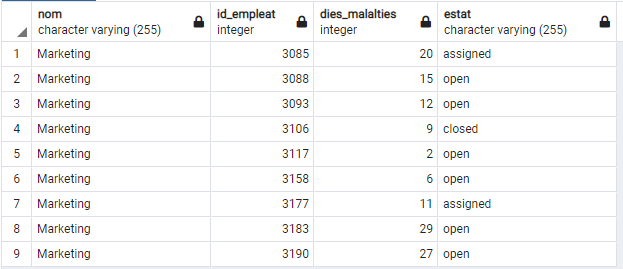 nom id_empleat dies_malalties estat
character varying (255) integer integer character varying (255)
1 Marketing 3085 20 assigned
2 Marketing 3088 15 open
3 Marketing 3093 12 open
4 Marketing 3106 9 closed
5 Marketing 3117 2 open
6 Marketing 3158 6 open
7 Marketing 3177 11 assigned
8 Marketing 3183 29 open
9 Marketing 3190 27 open